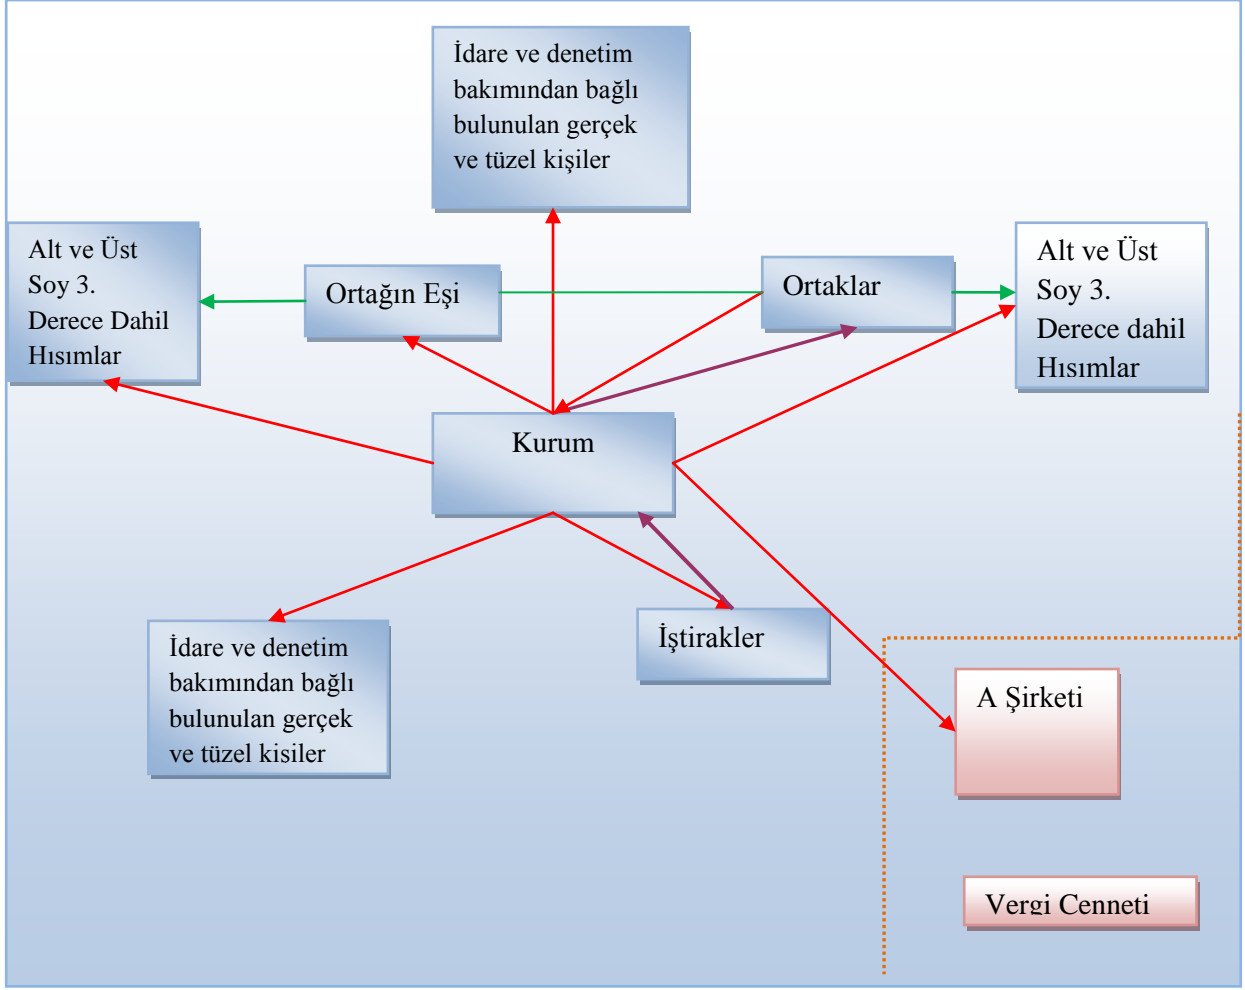 İdare ve denetim
bakımından bağlı
bulunulan gerçek
ve tüzel kişiler
Alt ve Üst
Soy 3.
Derece Dahil
Hısımlar
Ortağın Eşi
Ortaklar
Alt ve Üst
Soy 3.
Derece dahil
Hısımlar
Kurum
İdare ve denetim
bakımından bağlı
bulunulan gerçek
ve tüzel kisiler
İştirakler
A Şirketi
Vergi Cenneti